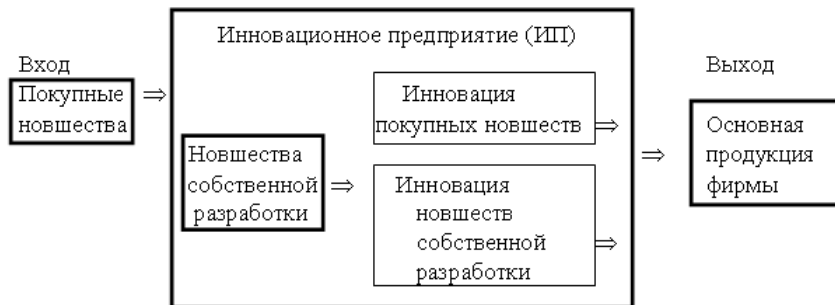 Инновационное предприятие (ИП)
Вход
Покупные
новшества
⇒
Новшества
собственной
разработки
⇒
Инновация
покупных новшеств ⇒
Инновация
новшеств
собственной
разработки ⇒
⇒
Выход
Основная
продукция
фирмы